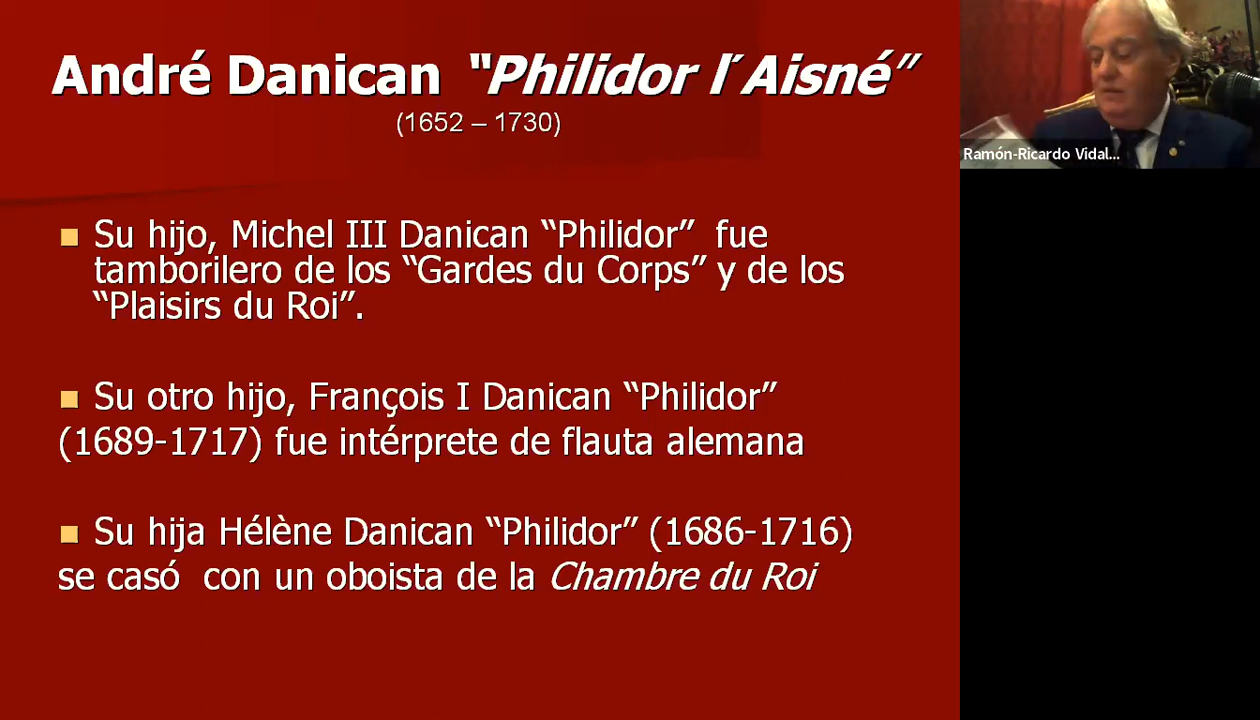 André Danican “Philidor l´Aisné”
(1652 – 1730)
Ramón-Ricardo Vidal...
■ Su hijo, Michel III Danican “Philidor” fue
tamborilero de los “Gardes du Corps” y de los
“Plaisirs du Roi”.
■ Su otro hijo, François I Danican “Philidor”
(1689-1717) fue intérprete de flauta alemana
■ Su hija Hélène Danican “Philidor” (1686-1716)
se casó con un oboista de la Chambre du Roi